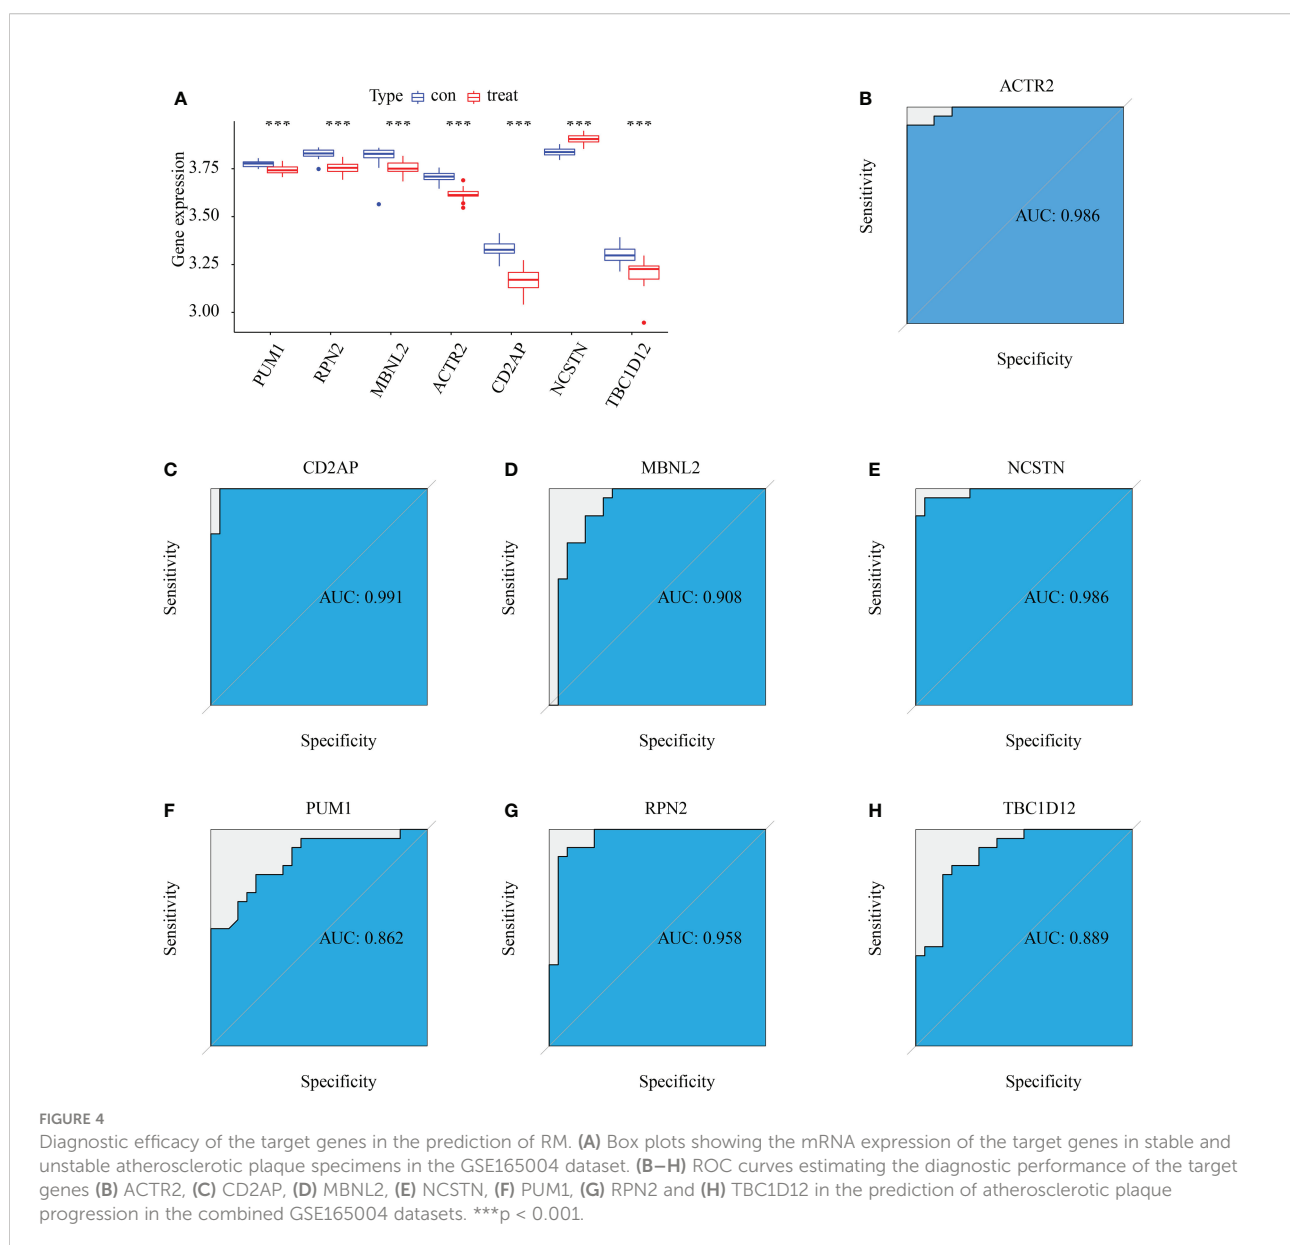 A
Type con treat
*** *** *** *** *** *** ***
Gene expression
3.75
3.50
3.25
3.00
PUM1 RPN2 MBNL2 ACTR2 CD2AP NCSTN TBC1D12
B
ACTR2
Sensitivity
AUC: 0.986
Specificity
C
CD2AP
Sensitivity
AUC: 0.991
Specificity
D
MBNL2
Sensitivity
AUC: 0.908
Specificity
E
NCSTN
Sensitivity
AUC: 0.986
Specificity
F
PUM1
Sensitivity
AUC: 0.862
Specificity
G
RPN2
Sensitivity
AUC: 0.958
Specificity
H
TBC1D12
Sensitivity
AUC: 0.889
Specificity
FIGURE 4
Diagnostic efficacy of the target genes in the prediction of RM. (A) Box plots showing the mRNA expression of the target genes in stable and
unstable atherosclerotic plaque specimens in the GSE165004 dataset. (B–H) ROC curves estimating the diagnostic performance of the target
genes (B) ACTR2, (C) CD2AP, (D) MBNL2, (E) NCSTN, (F) PUM1, (G) RPN2 and (H) TBC1D12 in the prediction of atherosclerotic plaque
progression in the combined GSE165004 datasets. ***p < 0.001.